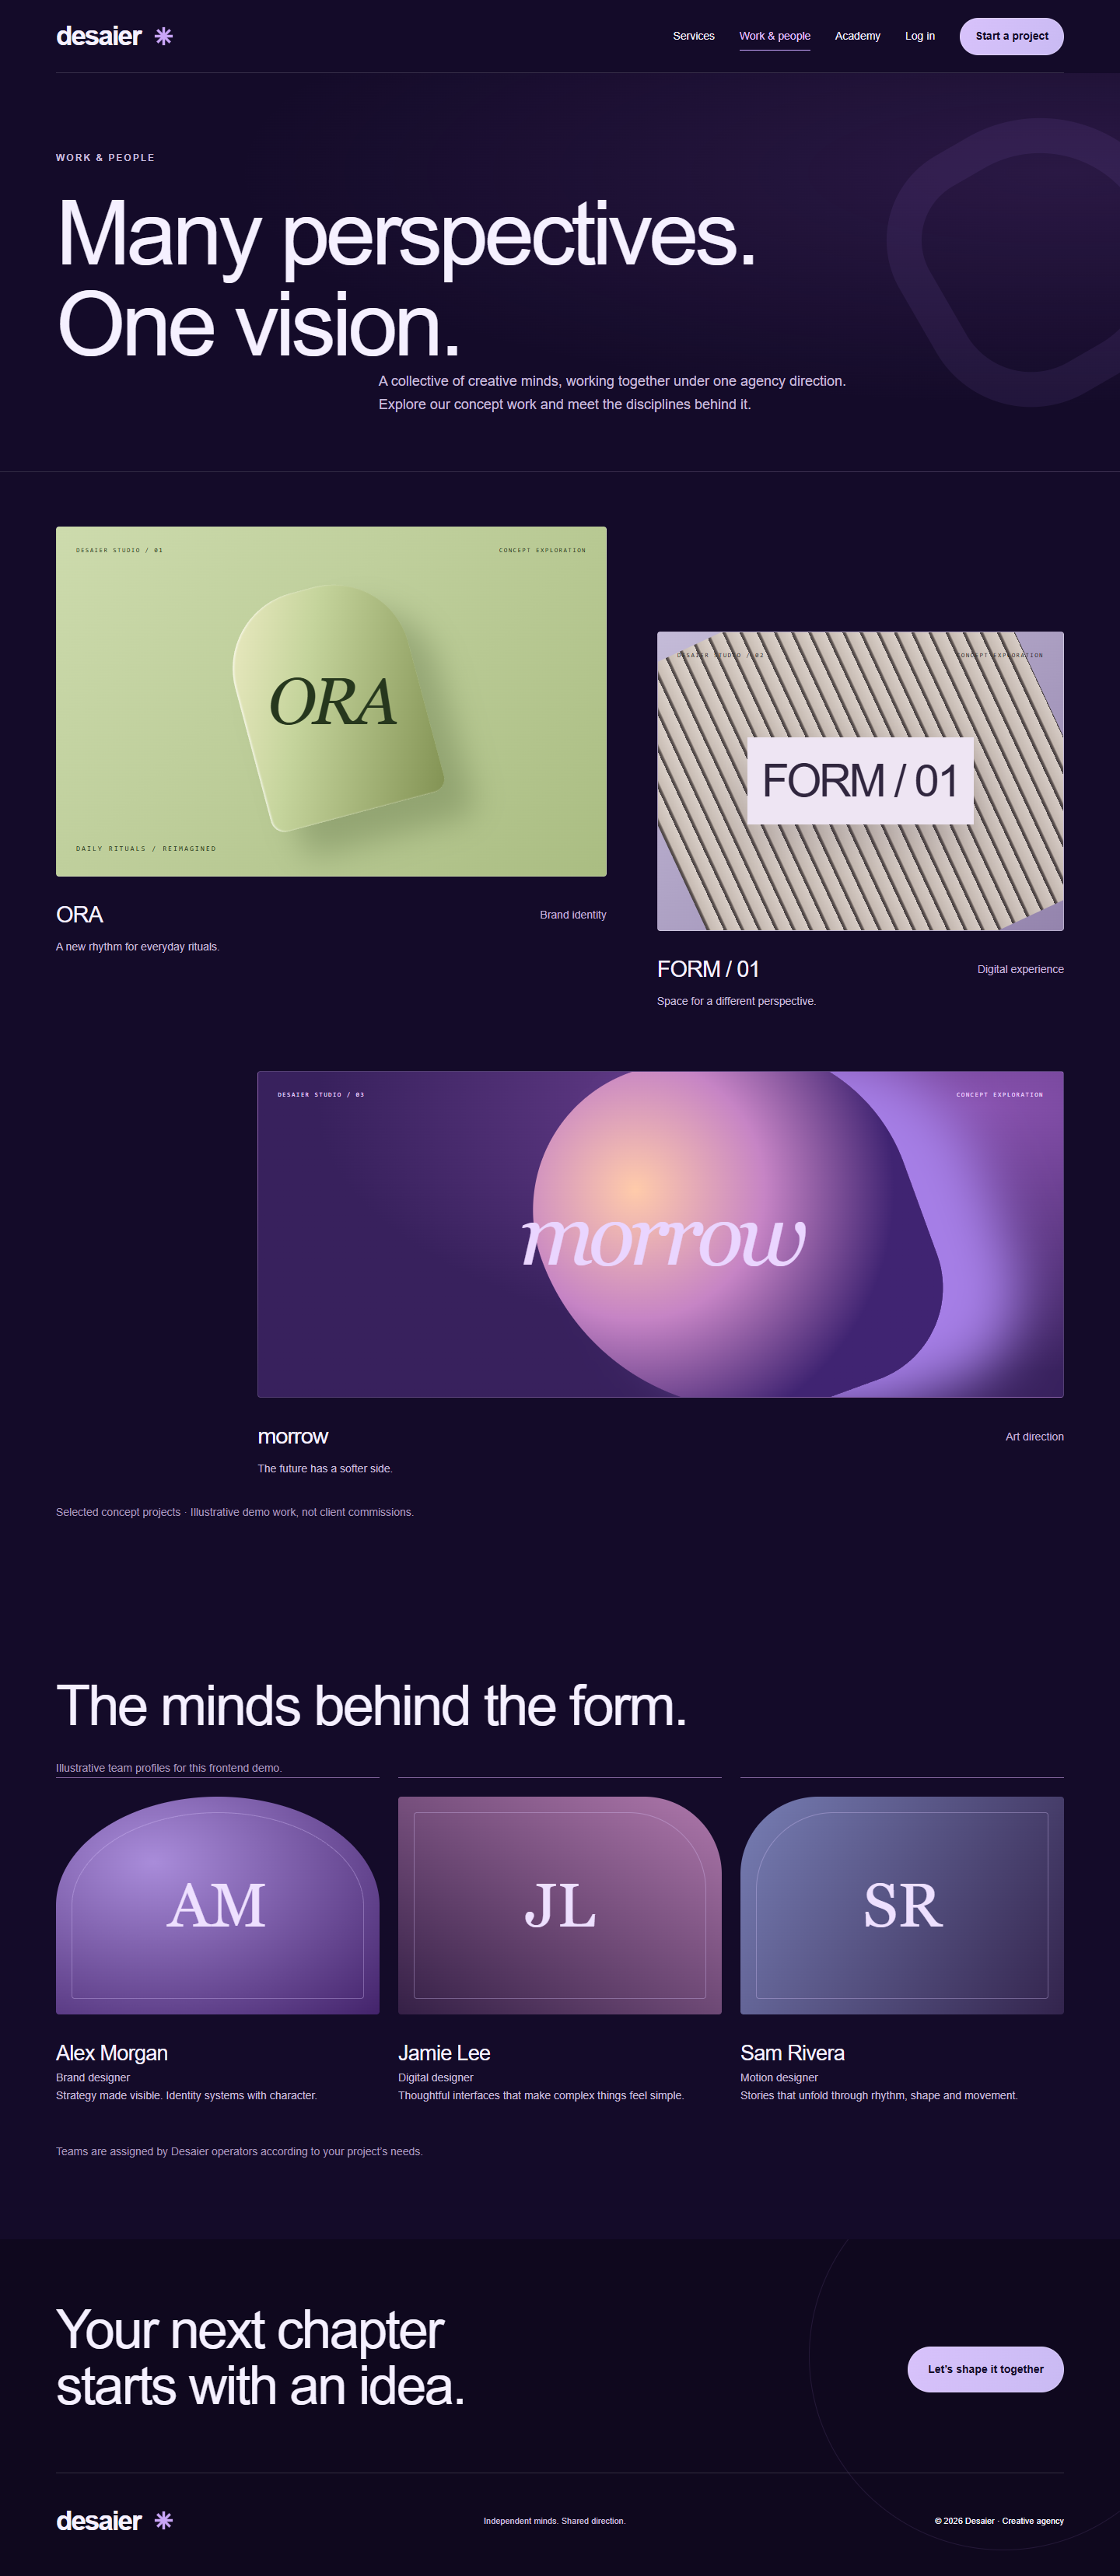 desaier
Services Work & people Academy Log in Start a project
WORK & PEOPLE
Many perspectives.
One vision.
A collective of creative minds, working together under one agency direction.
Explore our concept work and meet the disciplines behind it.
DESAIER STUDIO / 01 CONCEPT EXPLORATION
ORA
DAILY RITUALS / REIMAGINED
ORA Brand identity
A new rhythm for everyday rituals.
DESAIER STUDIO / 02 CONCEPT EXPLORATION
FORM / 01
FORM / 01 Digital experience
Space for a different perspective.
DESAIER STUDIO / 03 CONCEPT EXPLORATION
morrow
morrow Art direction
The future has a softer side.
Selected concept projects · Illustrative demo work, not client commissions.
The minds behind the form.
Illustrative team profiles for this frontend demo.
AM
Alex Morgan
Brand designer
Strategy made visible. Identity systems with character.
JL
Jamie Lee
Digital designer
Thoughtful interfaces that make complex things feel simple.
SR
Sam Rivera
Motion designer
Stories that unfold through rhythm, shape and movement.
Teams are assigned by Desaier operators according to your project's needs.
Your next chapter
starts with an idea.
Let's shape it together
desaier
Independent minds. Shared direction.
© 2026 Desaier · Creative agency